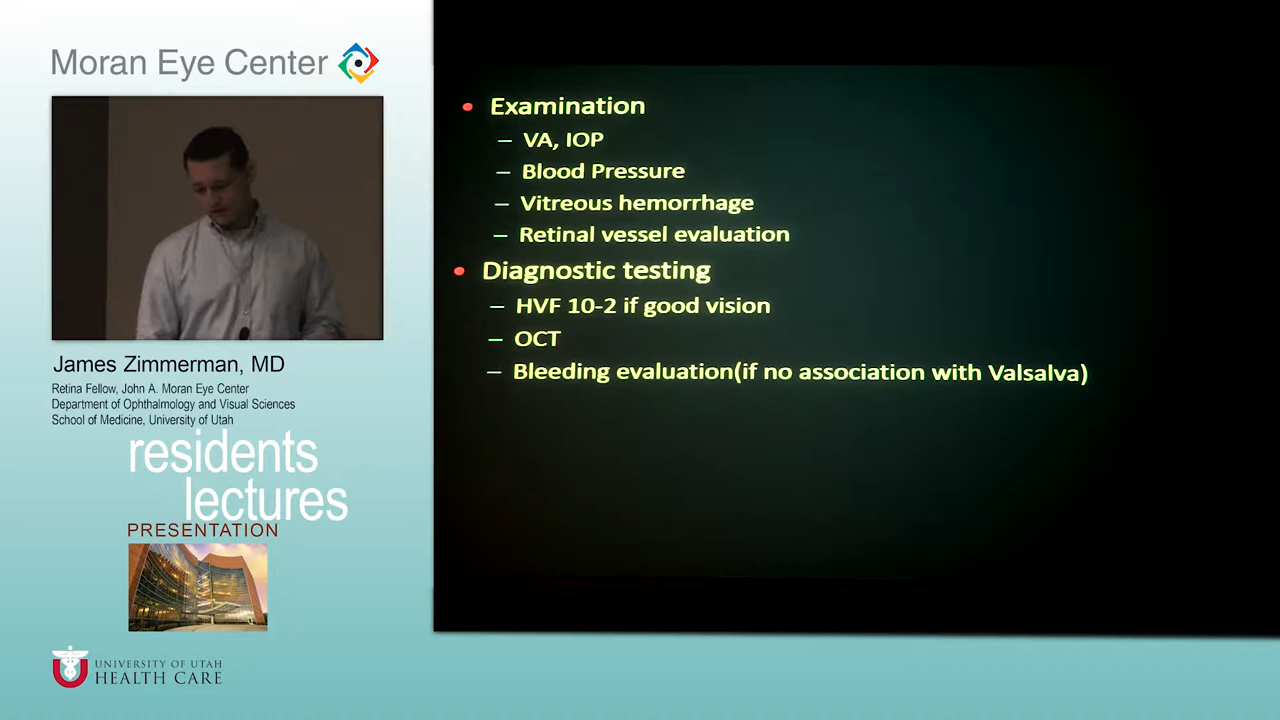 Moran Eye Center
James Zimmerman, MD
Retina Fellow, John A. Moran Eye Center
Department of Ophthalmology and Visual Sciences
School of Medicine, University of Utah
residents
lectures
PRESENTATION
UNIVERSITY OF UTAH
HEALTH CARE
• Examination
– VA, IOP
– Blood Pressure
– Vitreous hemorrhage
– Retinal vessel evaluation
• Diagnostic testing
– HVF 10-2 if good vision
– OCT
– Bleeding evaluation(if no association with Valsalva)